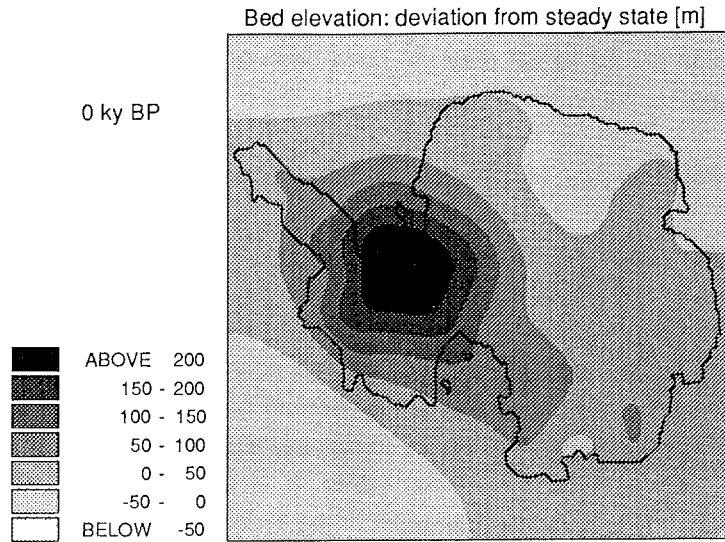 Bed elevation: deviation from steady state [m]
0 ky BP
ABOVE 200
150 - 200
100 - 150
50 - 100
0 - 50
-50 - 0
BELOW -50